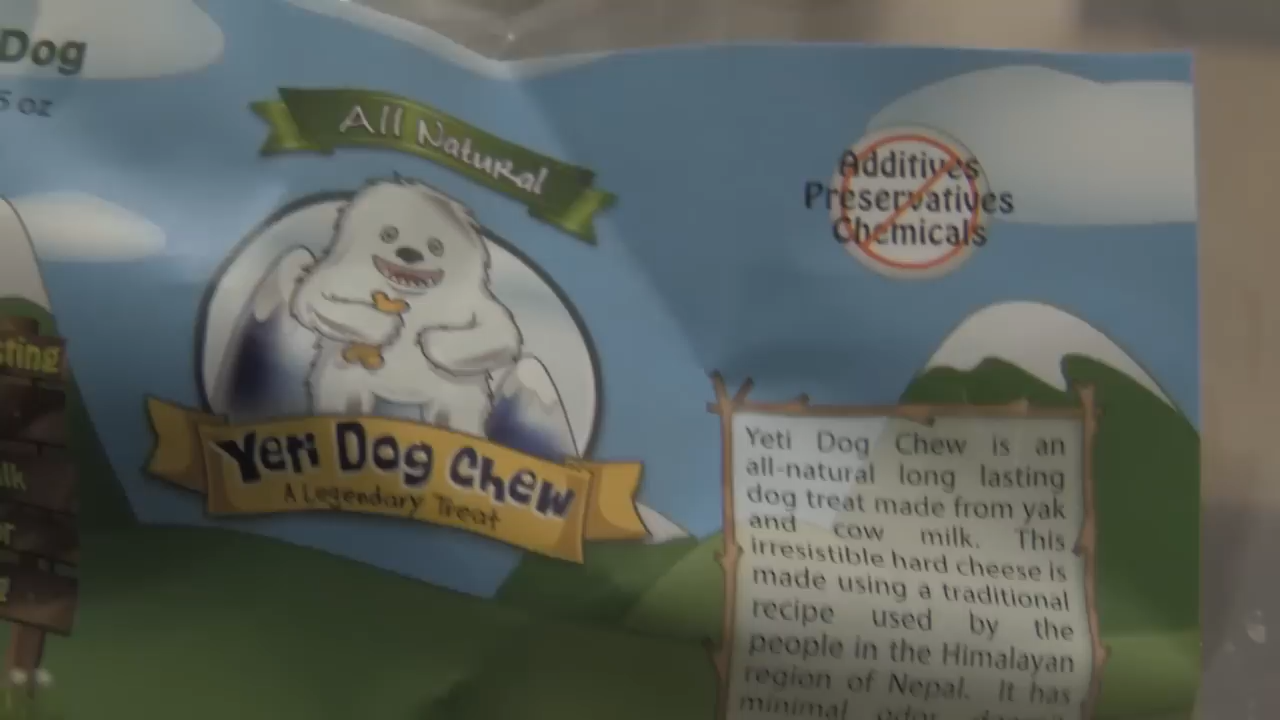 Dog
5 oz
All Natural
Additives
Preservatives
Chemicals
sting
lk
r
Yeti Dog Chew
A Legendary Treat
Yeti Dog Chew is an
all-natural long lasting
dog treat made from yak
and cow milk. This
irresistible hard cheese is
made using a traditional
recipe used by the
people in the Himalayan
region of Nepal. It has
minimal odor